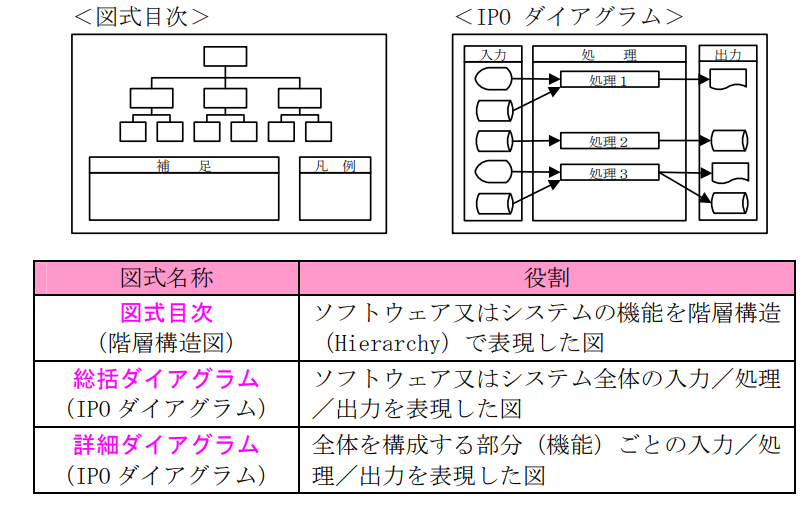 ＜図式目次＞
＜IPO ダイアグラム＞
補　足
凡　例
入力
処　理
出力
処理１
処理２
処理３
図式名称
役割
図式目次
（階層構造図）
ソフトウェア又はシステムの機能を階層構造
（Hierarchy）で表現した図
総括ダイアグラム
（IPO ダイアグラム）
ソフトウェア又はシステム全体の入力／処理
／出力を表現した図
詳細ダイアグラム
（IPO ダイアグラム）
全体を構成する部分（機能）ごとの入力／処
理／出力を表現した図